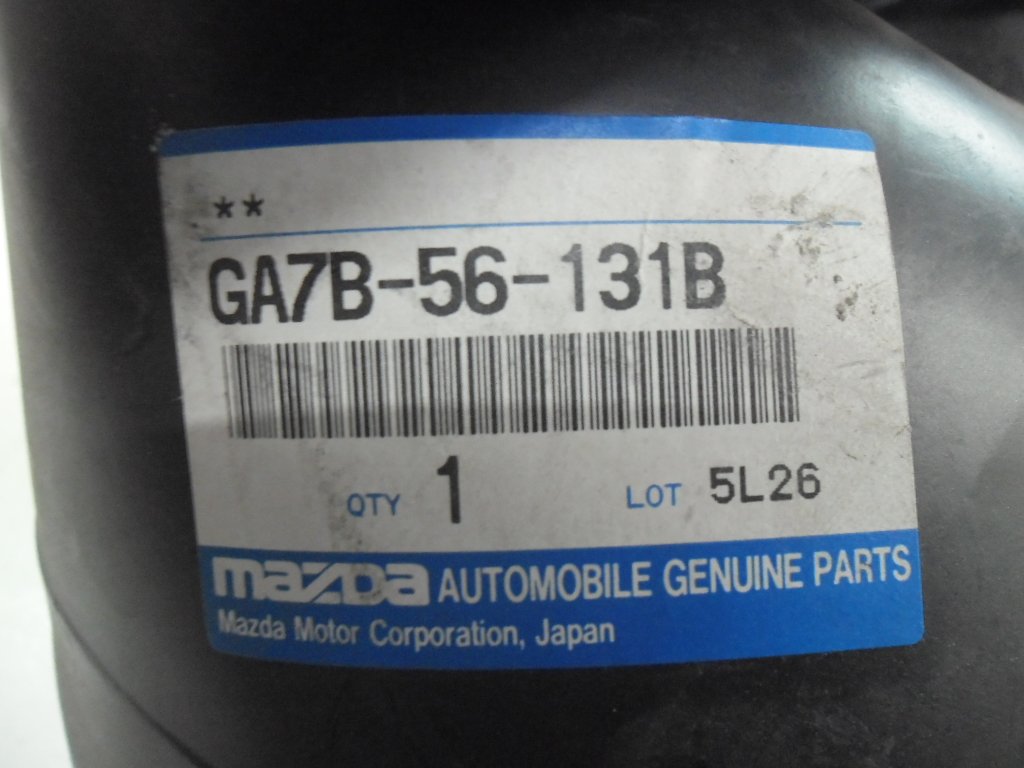 **
GA7B-56-131B
QTY 1 LOT 5L26
mazda AUTOMOBILE GENUINE PARTS
Mazda Motor Corporation, Japan